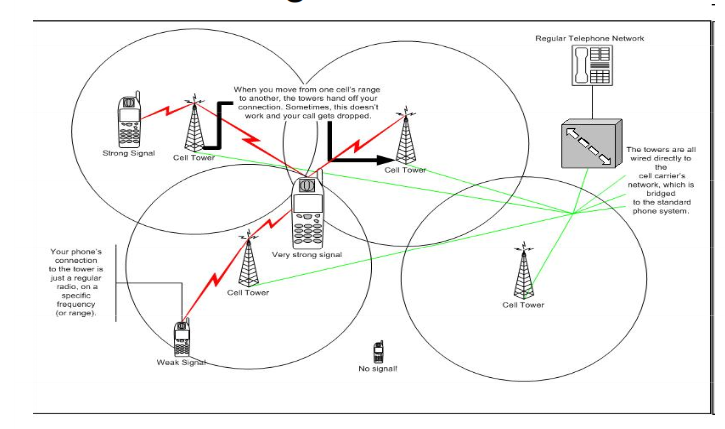 Regular Telephone Network
When you move from one cell's range
to another, the towers hand off your
connection. Sometimes, this doesn't
work and your call gets dropped.
Strong Signal
Cell Tower
Cell Tower
The towers are all
wired directly to
the
cell carrier's
network, which is
bridged
to the standard
phone system.
Very strong signal
Your phone's
connection
to the tower is
just a regular
radio, on a
specific
frequency
(or range).
Cell Tower
Cell Tower
Weak Signal
No signal!